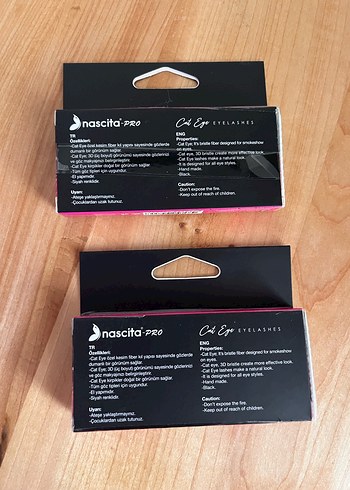 nascita-PRO
Cat Eye EYELASHES
TR
Özellikleri:
-Cat Eye özel kesim fiber kıl yapısı sayesinde gözlerde
dumanlı bir görünüm sağlar.
-Cat Eye, 3D (üç boyut) görünümü sayesinde gözlerinizi
ve göz makyajınızı belirginleştirir.
-Cat Eye kirpikler doğal bir görünüm sağlar.
-Tüm göz tipleri için uygundur.
-El yapımıdır.
-Siyah renklidir.
Uyarı:
-Ateşe yaklaştırmayınız.
-Çocuklardan uzak tutunuz.
ENG
Properties:
-Cat Eye; It's bristle fiber designed for smokeshow
on eyes.
-Cat eye, 3D bristle create more effective look.
-Cat Eye lashes make a natural look.
-It is designed for all eye styles.
-Hand made.
-Black.
Caution:
-Don't expose the fire.
-Keep out of reach of children.
nascita-PRO
Cat Eye EYELASHES
TR
Özellikleri:
-Cat Eye özel kesim fiber kıl yapısı sayesinde gözlerde
dumanlı bir görünüm sağlar.
-Cat Eye, 3D (üç boyut) görünümü sayesinde gözlerinizi
ve göz makyajınızı belirginleştirir.
-Cat Eye kirpikler doğal bir görünüm sağlar.
-Tüm göz tipleri için uygundur.
-El yapımıdır.
-Siyah renklidir.
Uyarı:
-Ateşe yaklaştırmayınız.
-Çocuklardan uzak tutunuz.
ENG
Properties:
-Cat Eye; It's bristle fiber designed for smokeshow
on eyes.
-Cat eye, 3D bristle create more effective look.
-Cat Eye lashes make a natural look.
-It is designed for all eye styles.
-Hand made.
-Black.
Caution:
-Don't expose the fire.
-Keep out of reach of children.